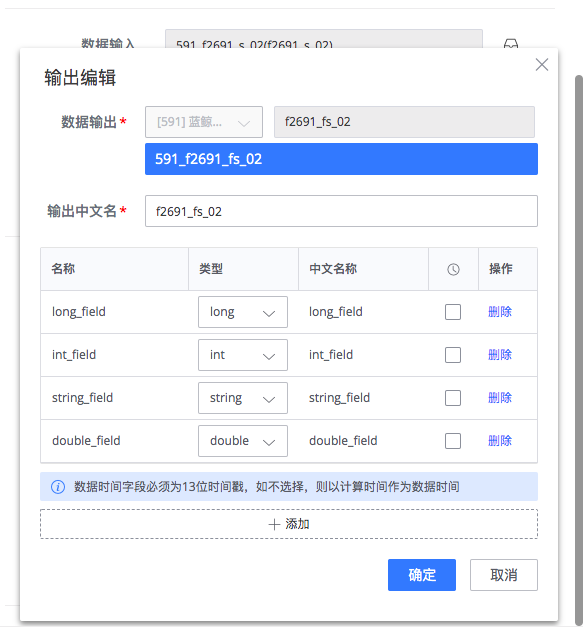 数据输入
591_f2691_s_02(f2691_s_02)
输出编辑
数据输出*
[591] 蓝鲸...
f2691_fs_02
591_f2691_fs_02
输出中文名*
f2691_fs_02
名称 类型 中文名称 操作
long_field long long_field 删除
int_field int int_field 删除
string_field string string_field 删除
double_field double double_field 删除
数据时间字段必须为13位时间戳，如不选择，则以计算时间作为数据时间
添加
确定 取消